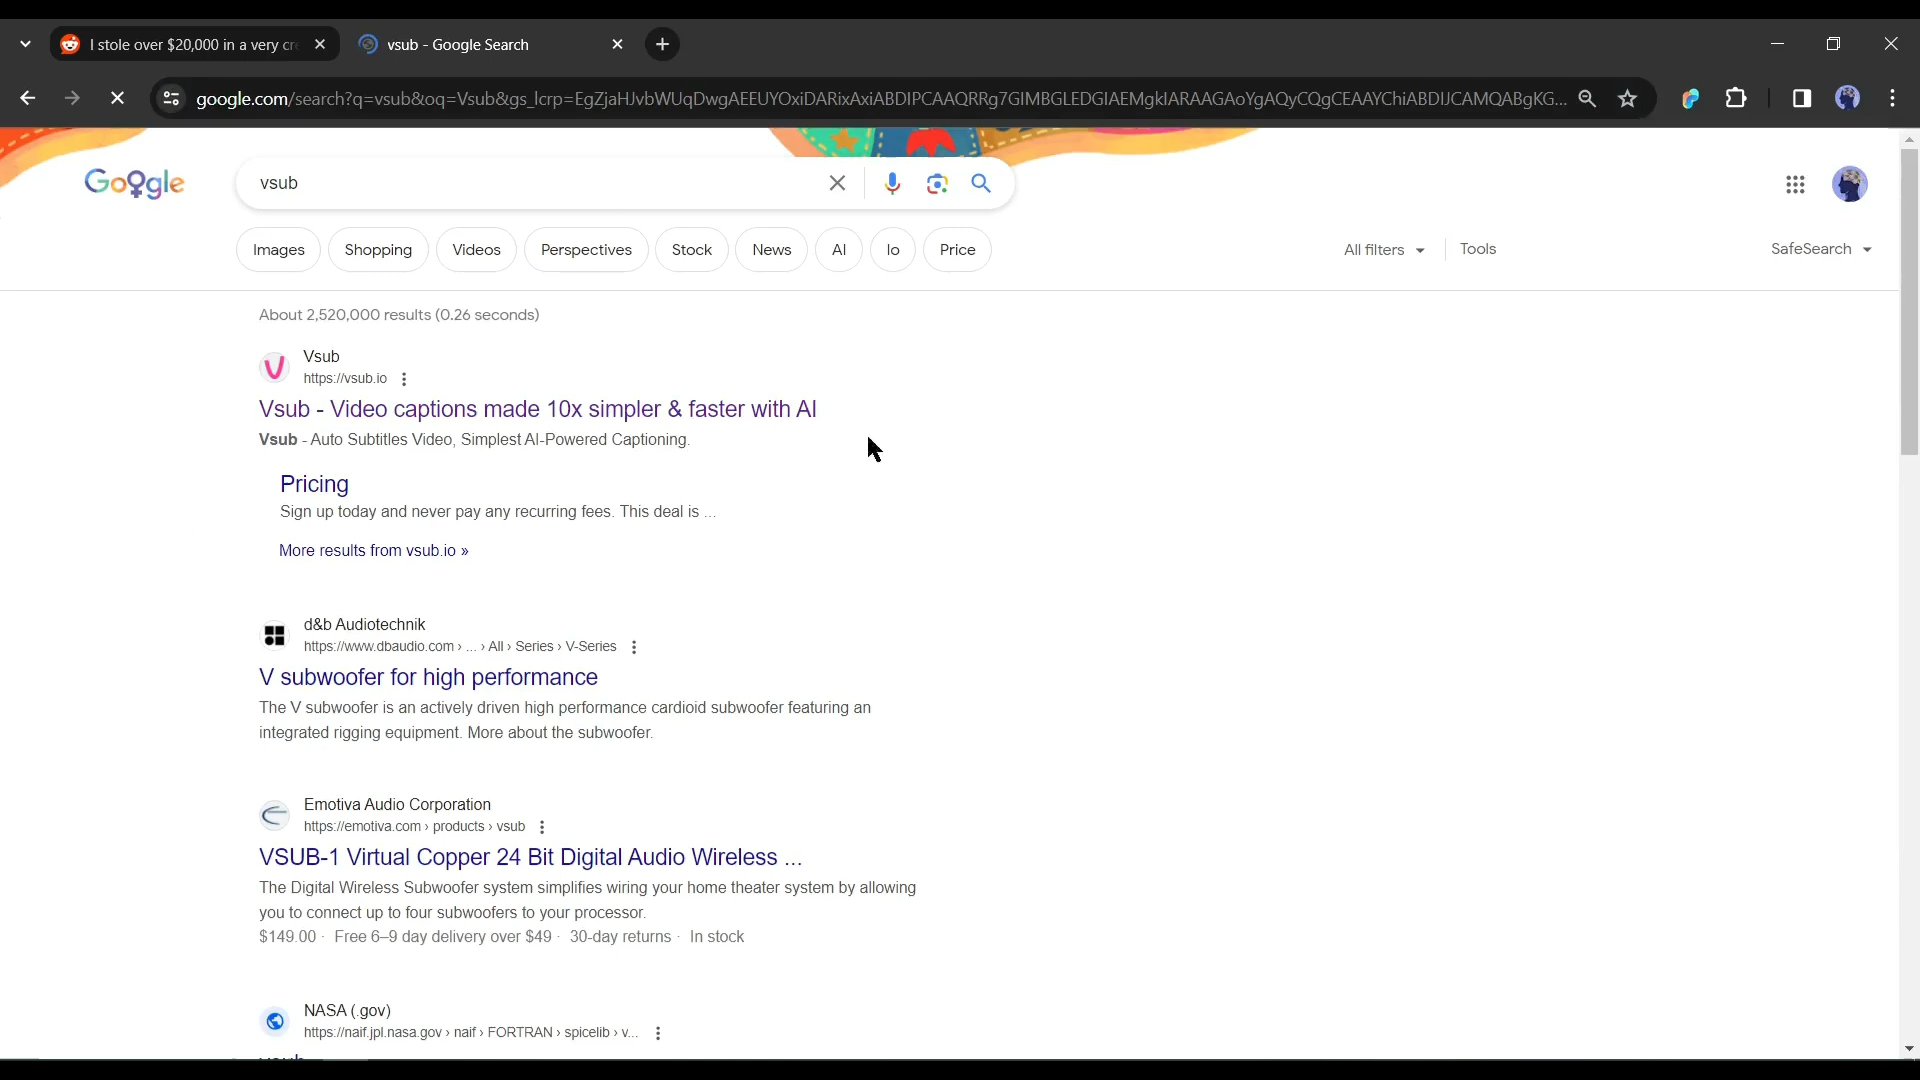 I stole over $20,000 in a very cr
vsub - Google Search
google.com/search?q=vsub&oq=Vsub&gs_lcrp=EgZjaHJvbWUqDwgAEEUYOxiDARixAxiABDIPCAAQRRg7GIMBGLEDGIAEMgkIARAAGAoYgAQyCQgCEAAYChiABDIJCAMQABgKG...
Google
vsub
Images
Shopping
Videos
Perspectives
Stock
News
AI
Io
Price
All filters
Tools
SafeSearch
About 2,520,000 results (0.26 seconds)
Vsub
https://vsub.io
Vsub - Video captions made 10x simpler & faster with AI
Vsub - Auto Subtitles Video, Simplest AI-Powered Captioning.
Pricing
Sign up today and never pay any recurring fees. This deal is ...
More results from vsub.io »
d&b Audiotechnik
https://www.dbaudio.com › ... › All › Series › V-Series
V subwoofer for high performance
The V subwoofer is an actively driven high performance cardioid subwoofer featuring an
integrated rigging equipment. More about the subwoofer.
Emotiva Audio Corporation
https://emotiva.com › products › vsub
VSUB-1 Virtual Copper 24 Bit Digital Audio Wireless ...
The Digital Wireless Subwoofer system simplifies wiring your home theater system by allowing
you to connect up to four subwoofers to your processor.
$149.00 · Free 6–9 day delivery over $49 · 30-day returns · In stock
NASA (.gov)
https://naif.jpl.nasa.gov › naif › FORTRAN › spicelib › v...